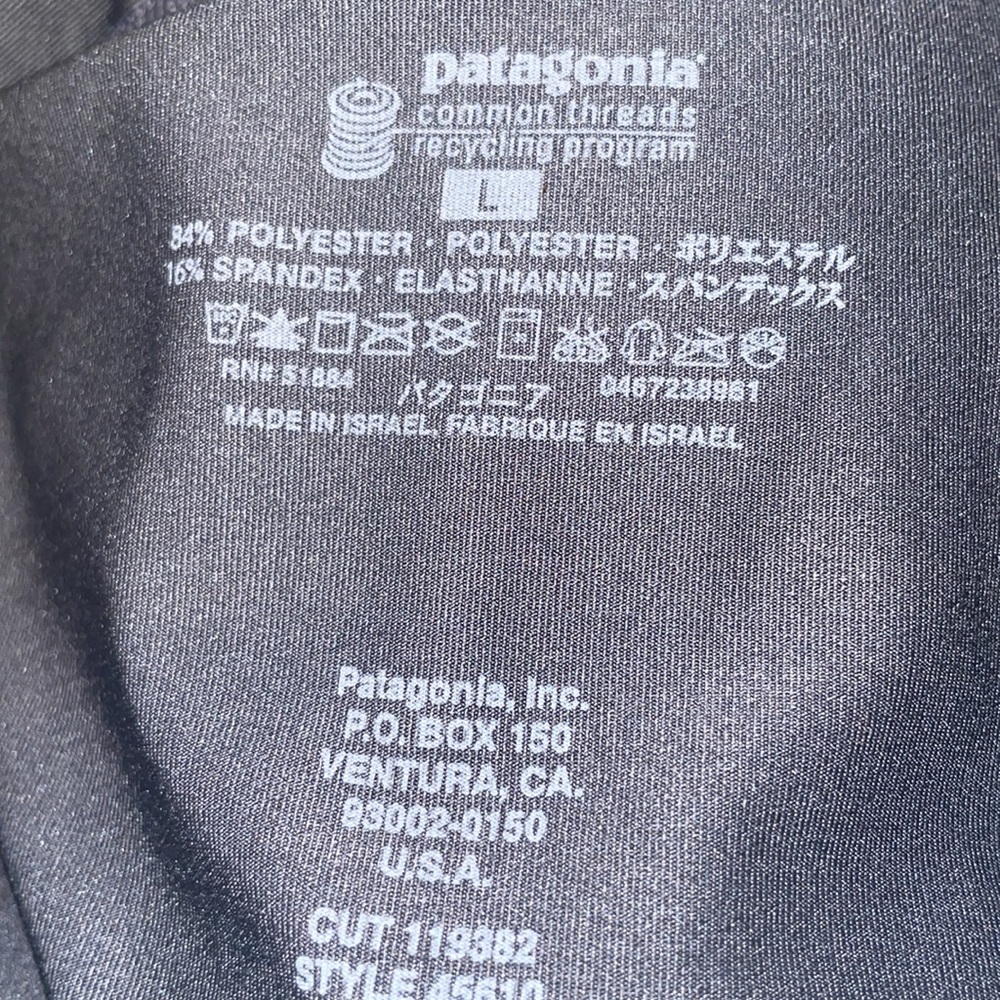 patagonia
common threads
recycling program
L
84% POLYESTER · POLYESTER · ポリエステル
16% SPANDEX · ELASTHANNE · スパンデックス
RN# 51884 パタゴニア
MADE IN ISRAEL. FABRIQUE EN ISRAEL
Patagonia, Inc.
P.O. BOX 150
VENTURA, CA.
93002-0150
U.S.A.
CUT 119382
STYLE 45610